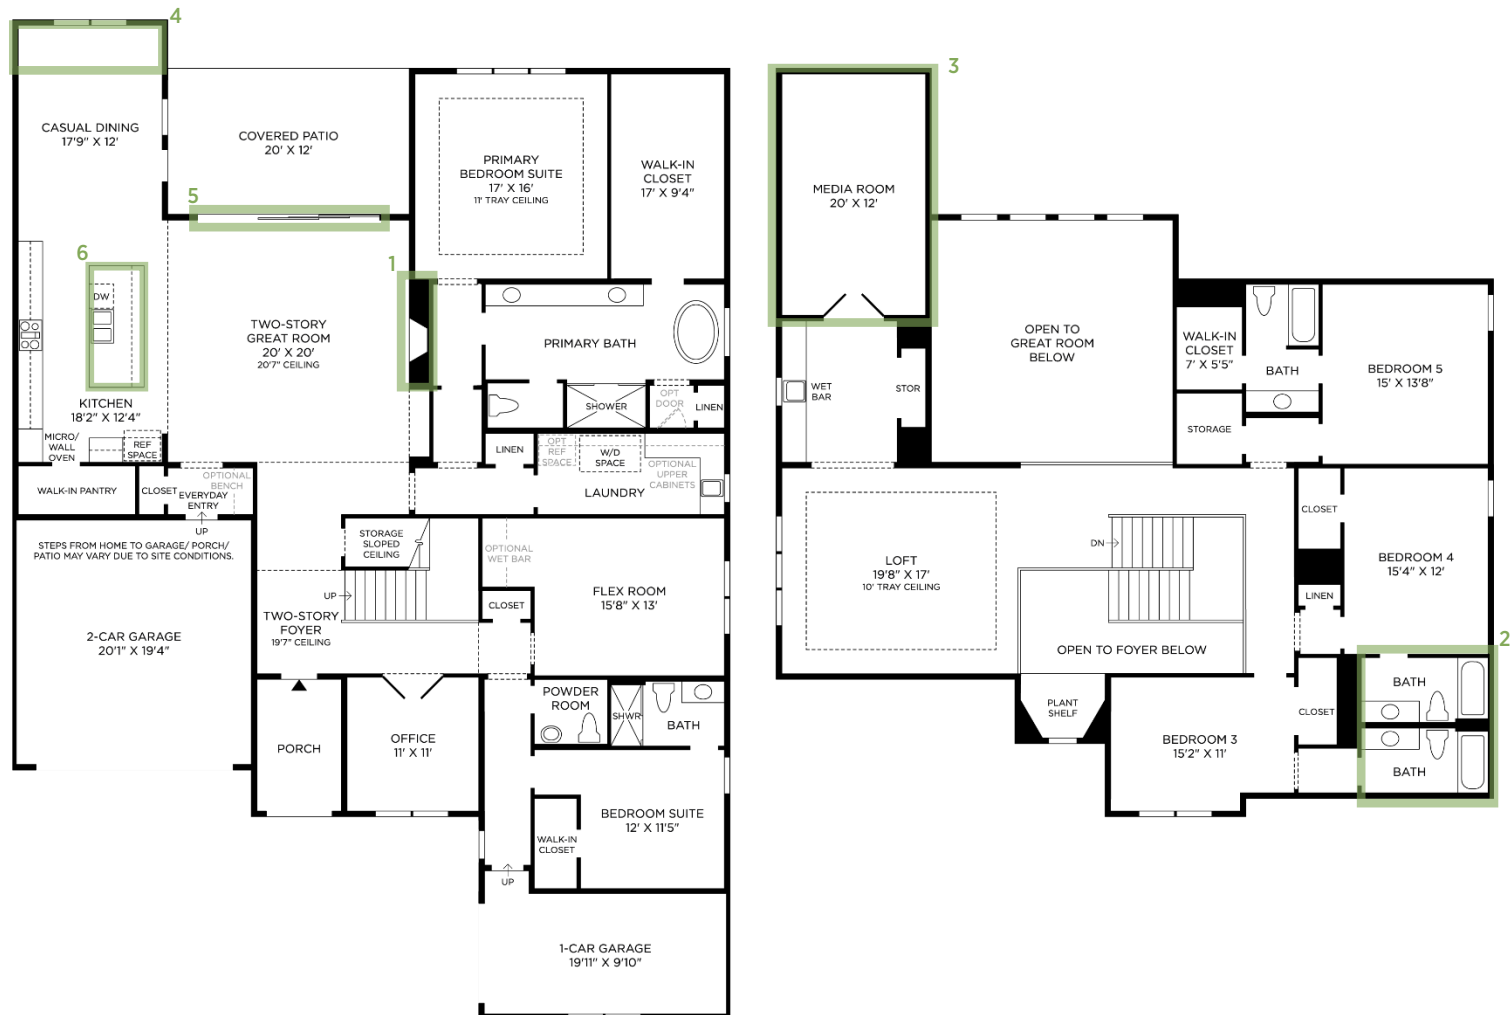 4
CASUAL DINING
17'9" X 12'
COVERED PATIO
20' X 12'
PRIMARY
BEDROOM SUITE
17' X 16'
11' TRAY CEILING
WALK-IN
CLOSET
17' X 9'4"
5
6
1
DW
TWO-STORY
GREAT ROOM
20' X 20'
20'7" CEILING
PRIMARY BATH
KITCHEN
18'2" X 12'4"
SHOWER
OPT
DOOR
LINEN
MICRO/
WALL
OVEN
REF
SPACE
LINEN
OPT
REF
SPACE
W/D
SPACE
OPTIONAL
UPPER
CABINETS
LAUNDRY
WALK-IN PANTRY
CLOSET
OPTIONAL
BENCH
EVERYDAY
ENTRY
UP
STEPS FROM HOME TO GARAGE/ PORCH/
PATIO MAY VARY DUE TO SITE CONDITIONS.
STORAGE
SLOPED
CEILING
OPTIONAL
WET BAR
FLEX ROOM
15'8" X 13'
UP
CLOSET
TWO-STORY
FOYER
19'7" CEILING
2-CAR GARAGE
20'1" X 19'4"
POWDER
ROOM
SHWR
BATH
PORCH
OFFICE
11' X 11'
BEDROOM SUITE
12' X 11'5"
WALK-IN
CLOSET
UP
1-CAR GARAGE
19'11" X 9'10"
3
MEDIA ROOM
20' X 12'
OPEN TO
GREAT ROOM
BELOW
WALK-IN
CLOSET
7' X 5'5"
BATH
BEDROOM 5
15' X 13'8"
WET
BAR
STOR
STORAGE
CLOSET
DN
BEDROOM 4
15'4" X 12'
LOFT
19'8" X 17'
10' TRAY CEILING
LINEN
OPEN TO FOYER BELOW
2
BATH
PLANT
SHELF
CLOSET
BEDROOM 3
15'2" X 11'
BATH